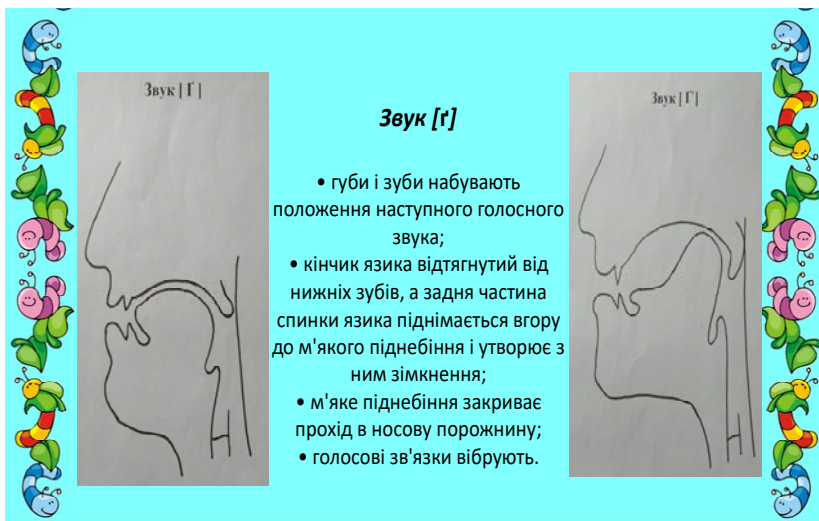 Звук [ Ґ ]
Звук [ґ]
• губи і зуби набувають
положення наступного голосного
звука;
• кінчик язика відтягнутий від
нижніх зубів, а задня частина
спинки язика піднімається вгору
до м'якого піднебіння і утворює з
ним зімкнення;
• м'яке піднебіння закриває
прохід в носову порожнину;
• голосові зв'язки вібрують.
Звук [Ґ]